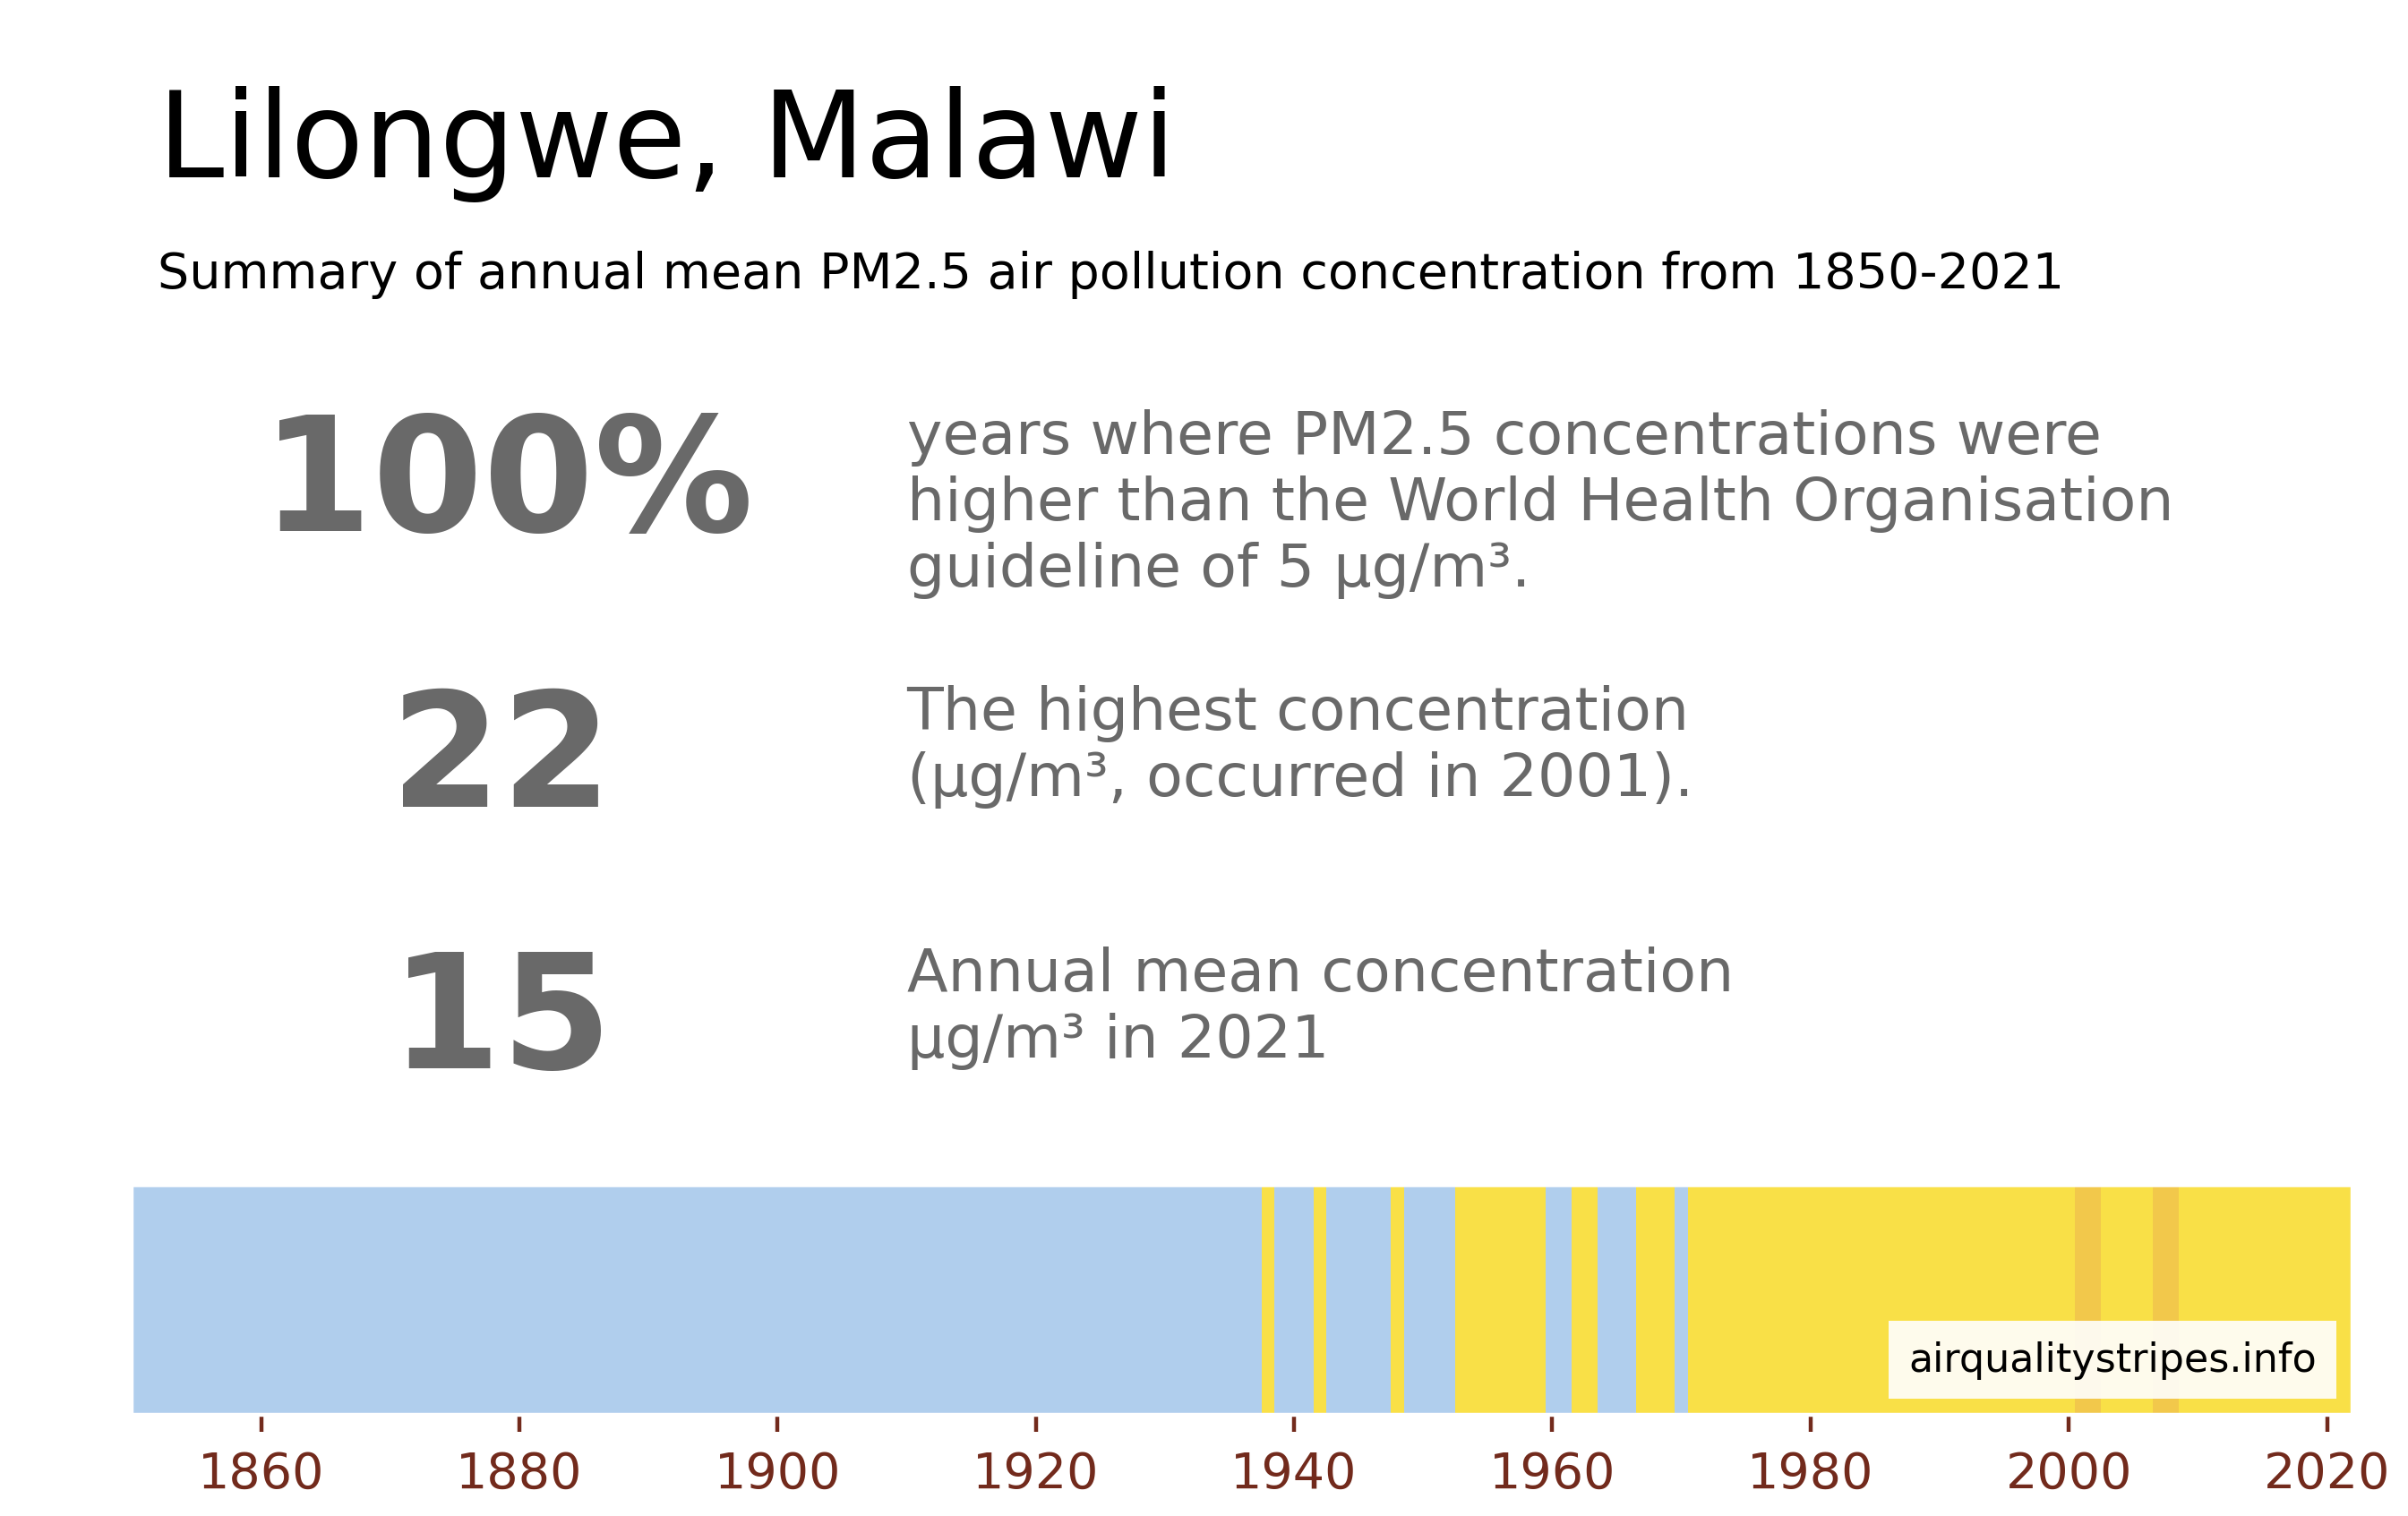 Lilongwe, Malawi
Summary of annual mean PM2.5 air pollution concentration from 1850-2021
100%
years where PM2.5 concentrations were
higher than the World Health Organisation
guideline of 5 µg/m³.
22
The highest concentration
(µg/m³, occurred in 2001).
15
Annual mean concentration
µg/m³ in 2021
airqualitystripes.info
1860 1880 1900 1920 1940 1960 1980 2000 2020